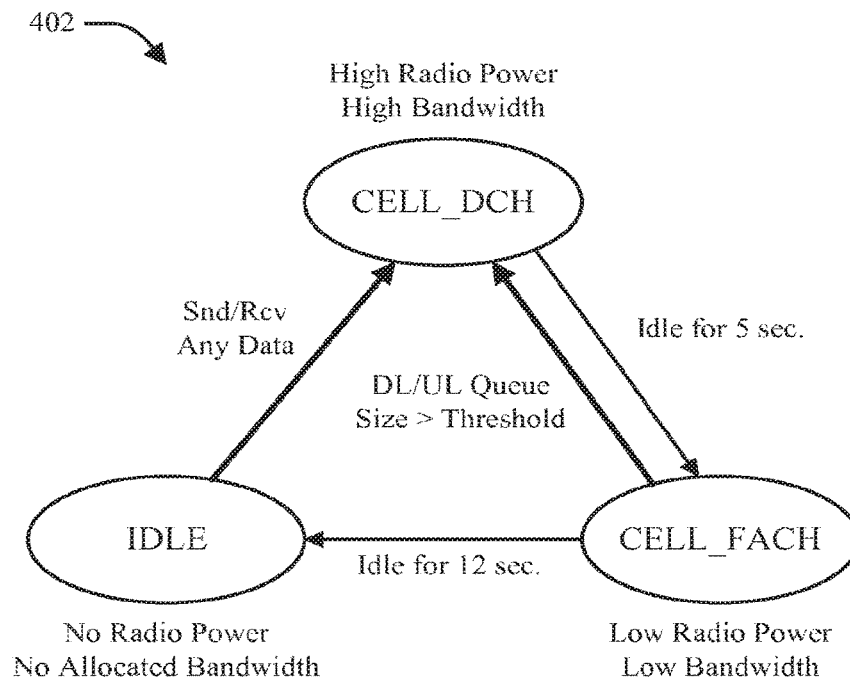 402
High Radio Power
High Bandwidth
CELL_DCH
Snd/Rcv
Any Data
Idle for 5 sec.
DL/UL Queue
Size > Threshold
IDLE
CELL_FACH
Idle for 12 sec.
No Radio Power
No Allocated Bandwidth
Low Radio Power
Low Bandwidth